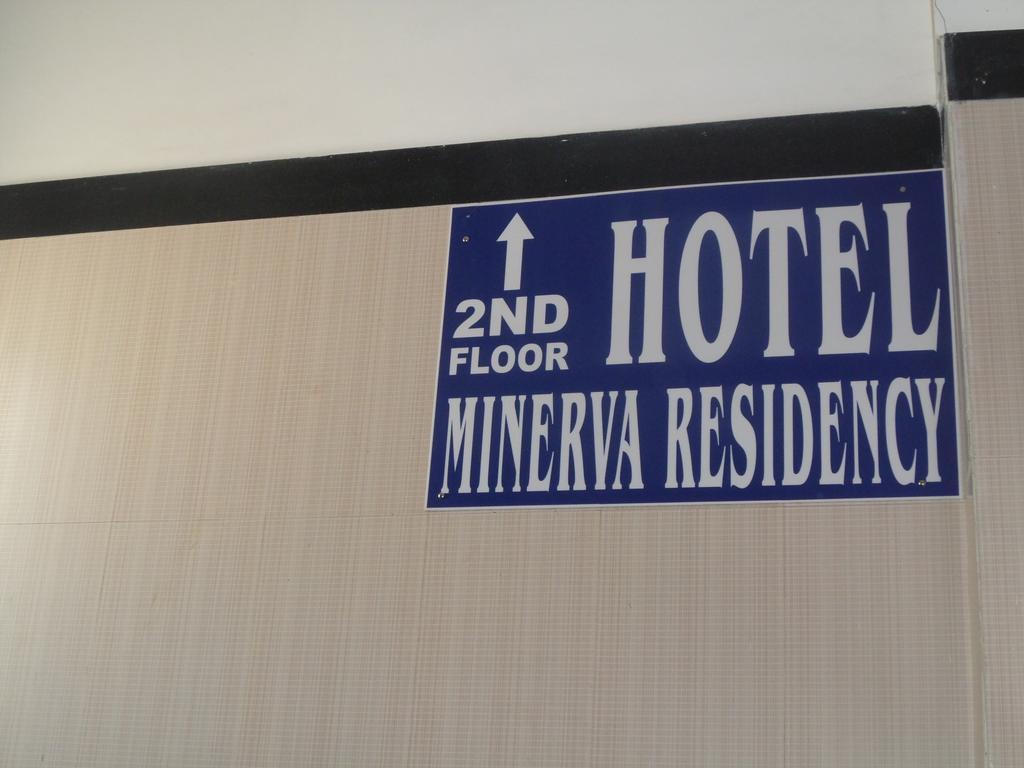 2ND
FLOOR
HOTEL
MINERVA RESIDENCY